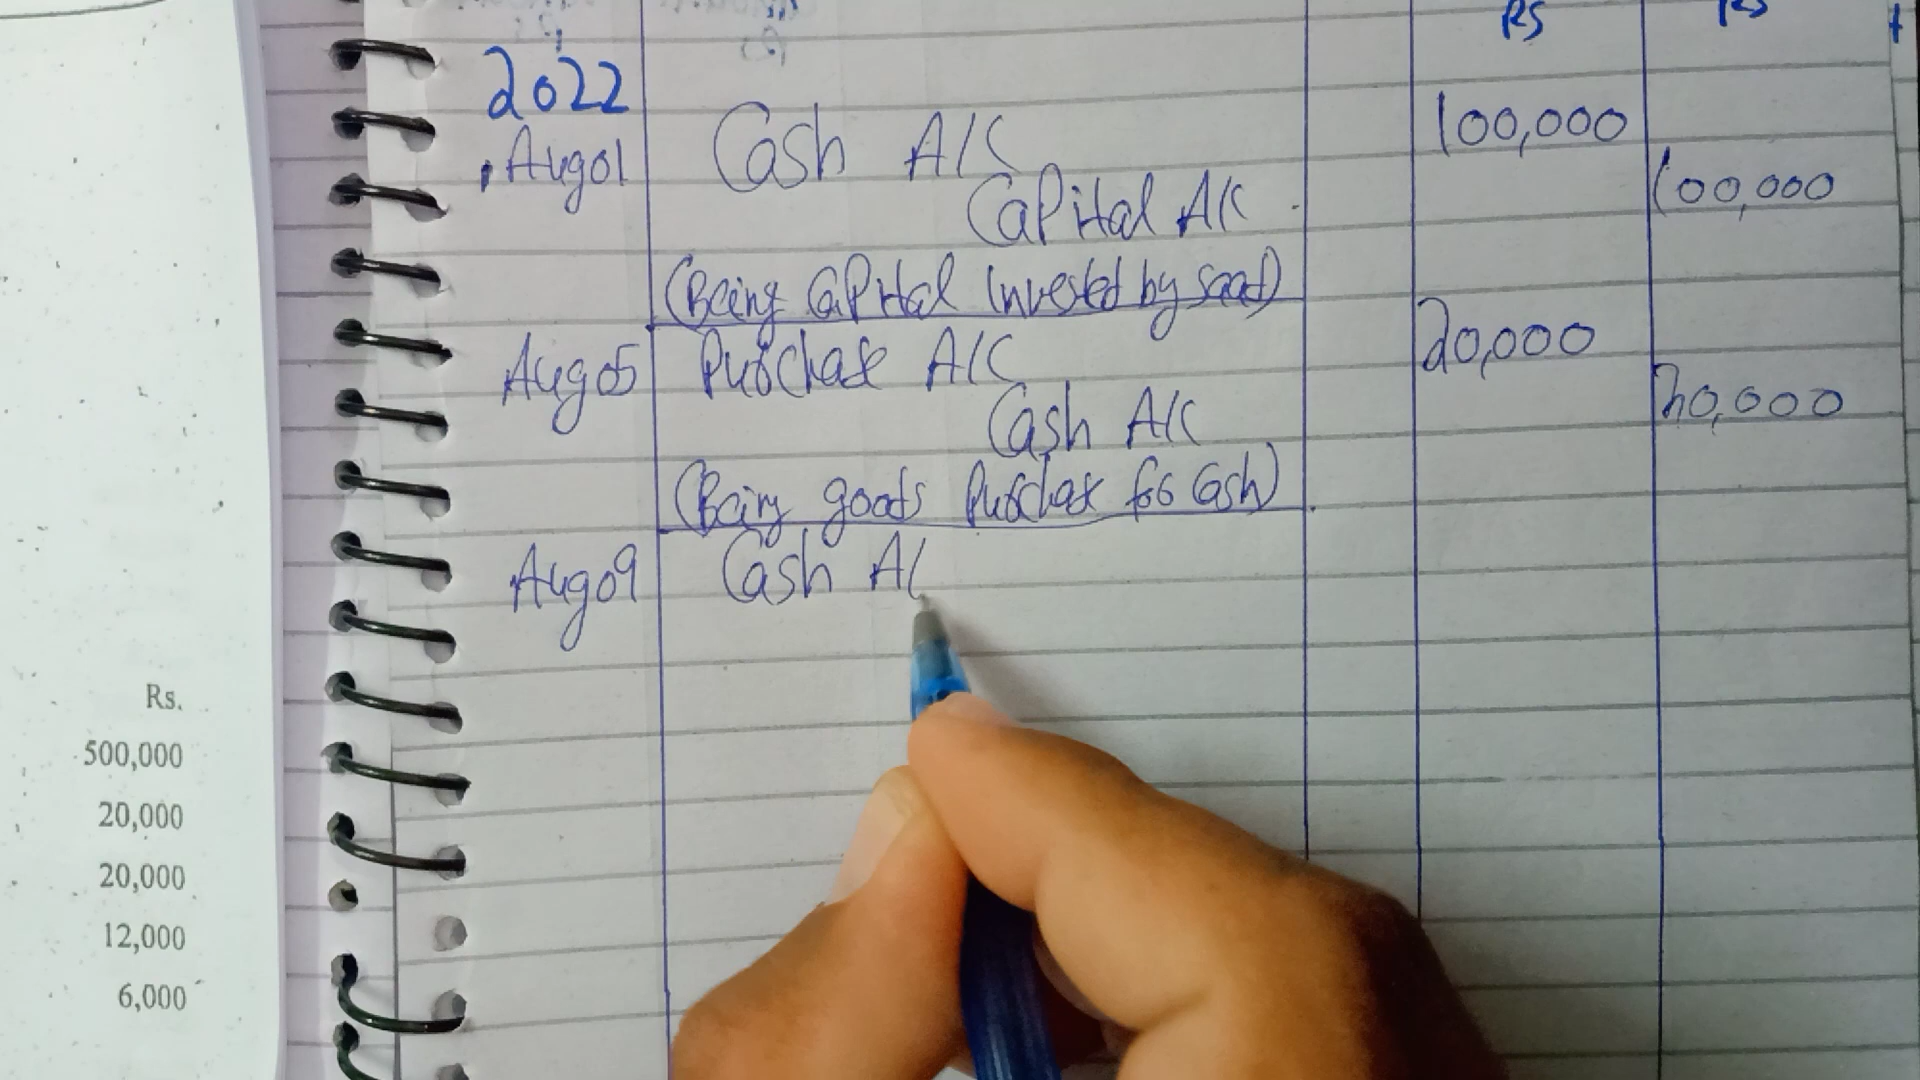 Rs Rs
2022
Aug 01 Cash A/C 100,000
Capital A/C 100,000
(Being Capital Invested by saad)
Aug 05 Purchase A/C 20,000
Cash A/C 20,000
(Being goods Purchase for Cash)
Aug 09 Cash A/
Rs.
500,000
20,000
20,000
12,000
6,000